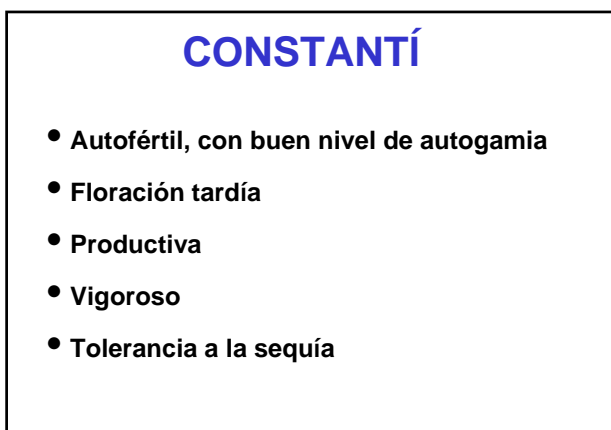 CONSTANTÍ
• Autofértil, con buen nivel de autogamia
• Floración tardía
• Productiva
• Vigoroso
• Tolerancia a la sequía